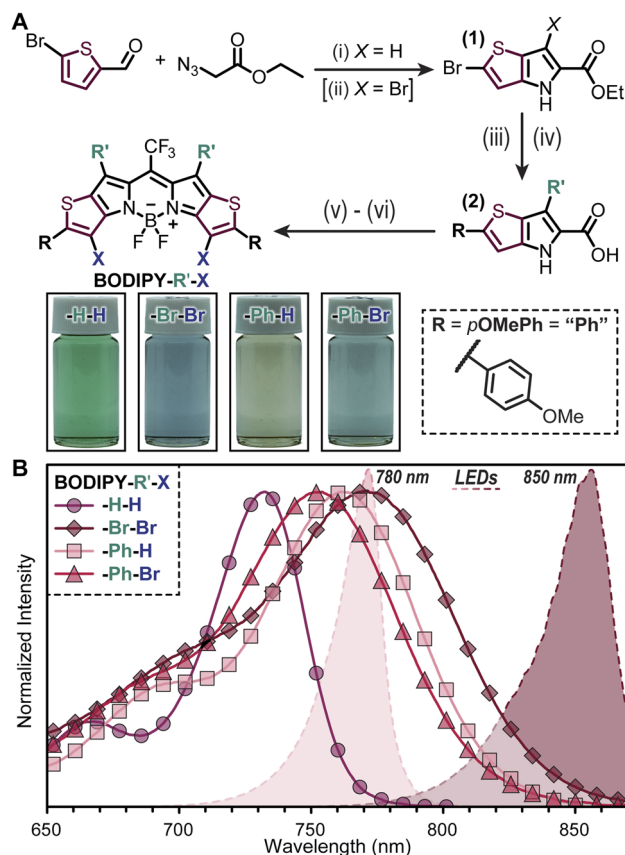 A
Br
S
O
+
N3
O
O
(i) X = H
[(ii) X = Br]
(1)
X
S
Br
N
H
O
OEt
(iii)
(iv)
R'
CF3
R'
S
S
N
N
−
+
B
R
R
F
F
X
X
BODIPY-R'-X
(v) - (vi)
(2)
R'
S
R
N
H
O
OH
-H-H
-Br-Br
-Ph-H
-Ph-Br
R = pOMePh = “Ph”
OMe
B
BODIPY-R'-X
-H-H
-Br-Br
-Ph-H
-Ph-Br
780 nm
LEDs
850 nm
Normalized Intensity
650
700
750
800
850
Wavelength (nm)